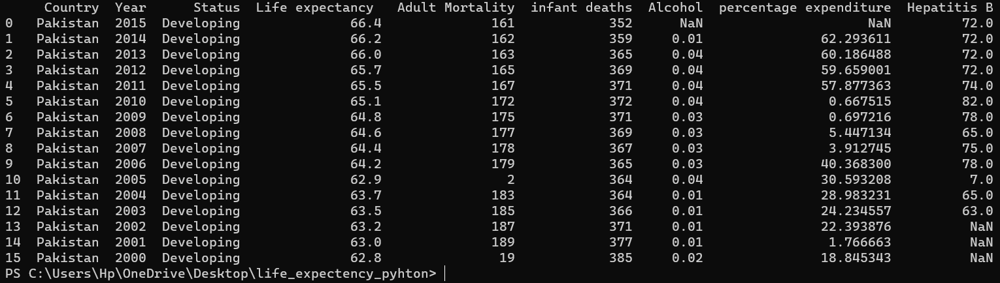 Country Year Status Life expectancy Adult Mortality infant deaths Alcohol percentage expenditure Hepatitis B
0 Pakistan 2015 Developing 66.4 161 352 NaN NaN 72.0
1 Pakistan 2014 Developing 66.2 162 359 0.01 62.293611 72.0
2 Pakistan 2013 Developing 66.0 163 365 0.04 60.186488 72.0
3 Pakistan 2012 Developing 65.7 165 369 0.04 59.659001 72.0
4 Pakistan 2011 Developing 65.5 167 371 0.04 57.877363 74.0
5 Pakistan 2010 Developing 65.1 172 372 0.04 0.667515 82.0
6 Pakistan 2009 Developing 64.8 175 371 0.03 0.697216 78.0
7 Pakistan 2008 Developing 64.6 177 369 0.03 5.447134 65.0
8 Pakistan 2007 Developing 64.4 178 367 0.03 3.912745 75.0
9 Pakistan 2006 Developing 64.2 179 365 0.03 40.368300 78.0
10 Pakistan 2005 Developing 62.9 2 364 0.04 30.593208 7.0
11 Pakistan 2004 Developing 63.7 183 364 0.01 28.983231 65.0
12 Pakistan 2003 Developing 63.5 185 366 0.01 24.234557 63.0
13 Pakistan 2002 Developing 63.2 187 371 0.01 22.393876 NaN
14 Pakistan 2001 Developing 63.0 189 377 0.01 1.766663 NaN
15 Pakistan 2000 Developing 62.8 19 385 0.02 18.845343 NaN
PS C:\Users\Hp\OneDrive\Desktop\life_expectency_pyhton>